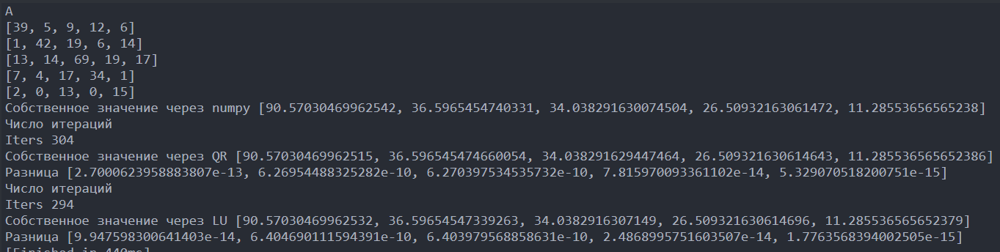 A
[39, 5, 9, 12, 6]
[1, 42, 19, 6, 14]
[13, 14, 69, 19, 17]
[7, 4, 17, 34, 1]
[2, 0, 13, 0, 15]
Собственное значение через numpy [90.57030469962542, 36.5965454740331, 34.038291630074504, 26.50932163061472, 11.28553656565238]
Число итераций
Iters 304
Собственное значение через QR [90.57030469962515, 36.596545474660054, 34.038291629447464, 26.509321630614643, 11.285536565652386]
Разница [2.7000623958883807e-13, 6.26954488325282e-10, 6.270397534535732e-10, 7.815970093361102e-14, 5.329070518200751e-15]
Число итераций
Iters 294
Собственное значение через LU [90.57030469962532, 36.59654547339263, 34.0382916307149, 26.509321630614696, 11.285536565652379]
Разница [9.947598300641403e-14, 6.404690111594391e-10, 6.403979568858631e-10, 2.4868995751603507e-14, 1.7763568394002505e-15]
[Finished in 440ms]